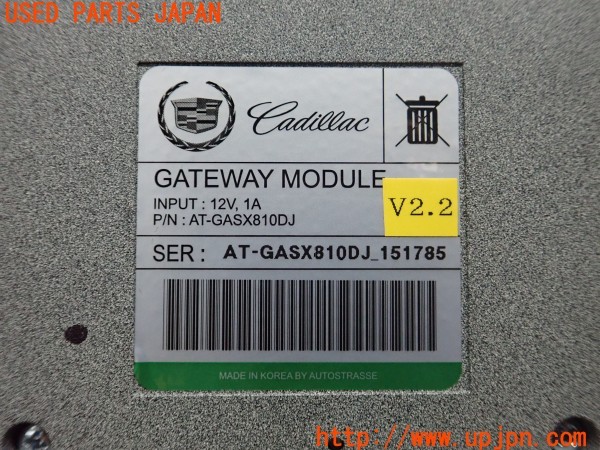 USED PARTS JAPAN
Cadillac
GATEWAY MODULE
INPUT : 12V, 1A
P/N : AT-GASX810DJ
V2.2
SER : AT-GASX810DJ_151785
MADE IN KOREA BY AUTOSTRASSE
http://www.upjpn.com/